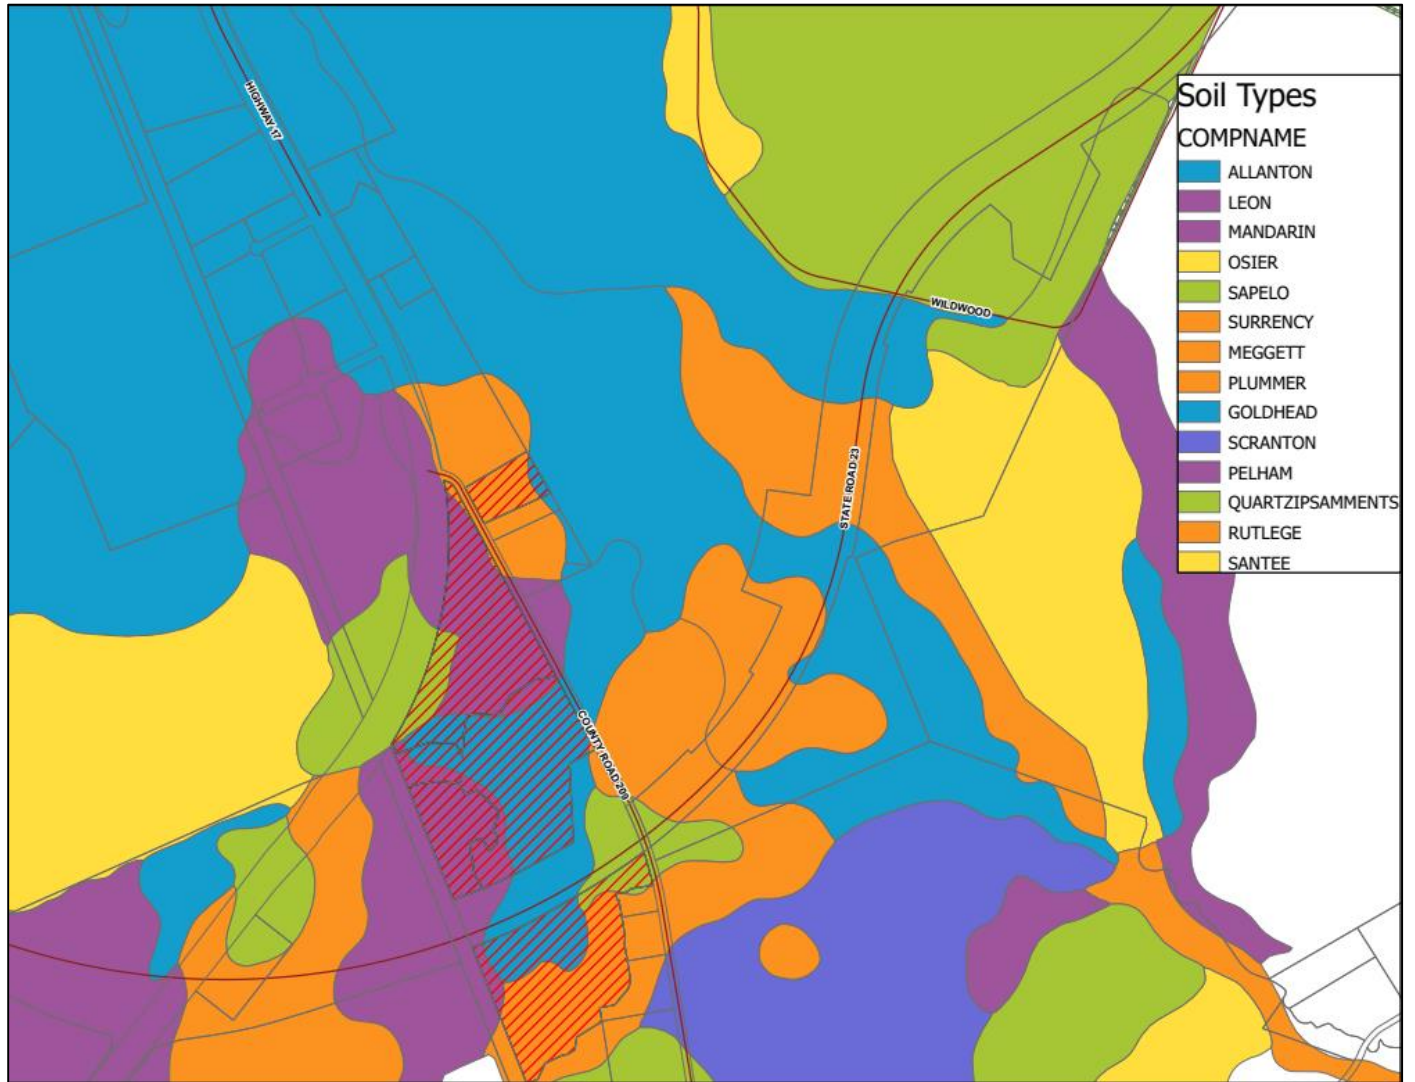 HIGHWAY 17
Soil Types
COMPNAME
ALLANTON
LEON
MANDARIN
OSIER
SAPELO
SURRENCY
MEGGETT
PLUMMER
GOLDHEAD
SCRANTON
PELHAM
QUARTZIPSAMMENTS
RUTLEGE
SANTEE
WILDWOOD
STATE ROAD 23
COUNTY ROAD 209